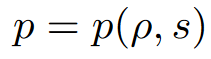 p = p(ρ, s)